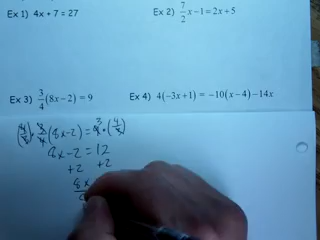 Ex 1) 4x + 7 = 27
Ex 2) 7/2 x − 1 = 2x + 5
Ex 3) 3/4 (8x − 2) = 9
Ex 4) 4(−3x + 1) = −10(x − 4) − 14x
(4/3) · 3/4 (8x − 2) = 9 · (4/3)
8x − 2 = 12
+2 +2
8x